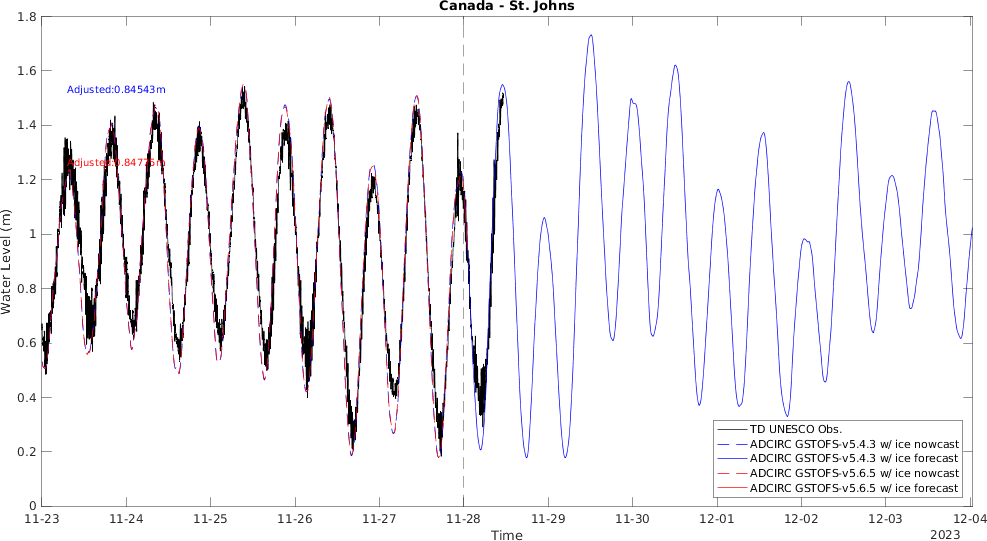 Canada - St. Johns
1.8
1.6
1.4
1.2
1
0.8
0.6
0.4
0.2
0
Water Level (m)
Adjusted:0.84543m
TD UNESCO Obs.
ADCIRC GSTOFS-v5.4.3 w/ ice nowcast
ADCIRC GSTOFS-v5.4.3 w/ ice forecast
ADCIRC GSTOFS-v5.6.5 w/ ice nowcast
ADCIRC GSTOFS-v5.6.5 w/ ice forecast
11-23 11-24 11-25 11-26 11-27 11-28 11-29 11-30 12-01 12-02 12-03 12-04
Time
2023